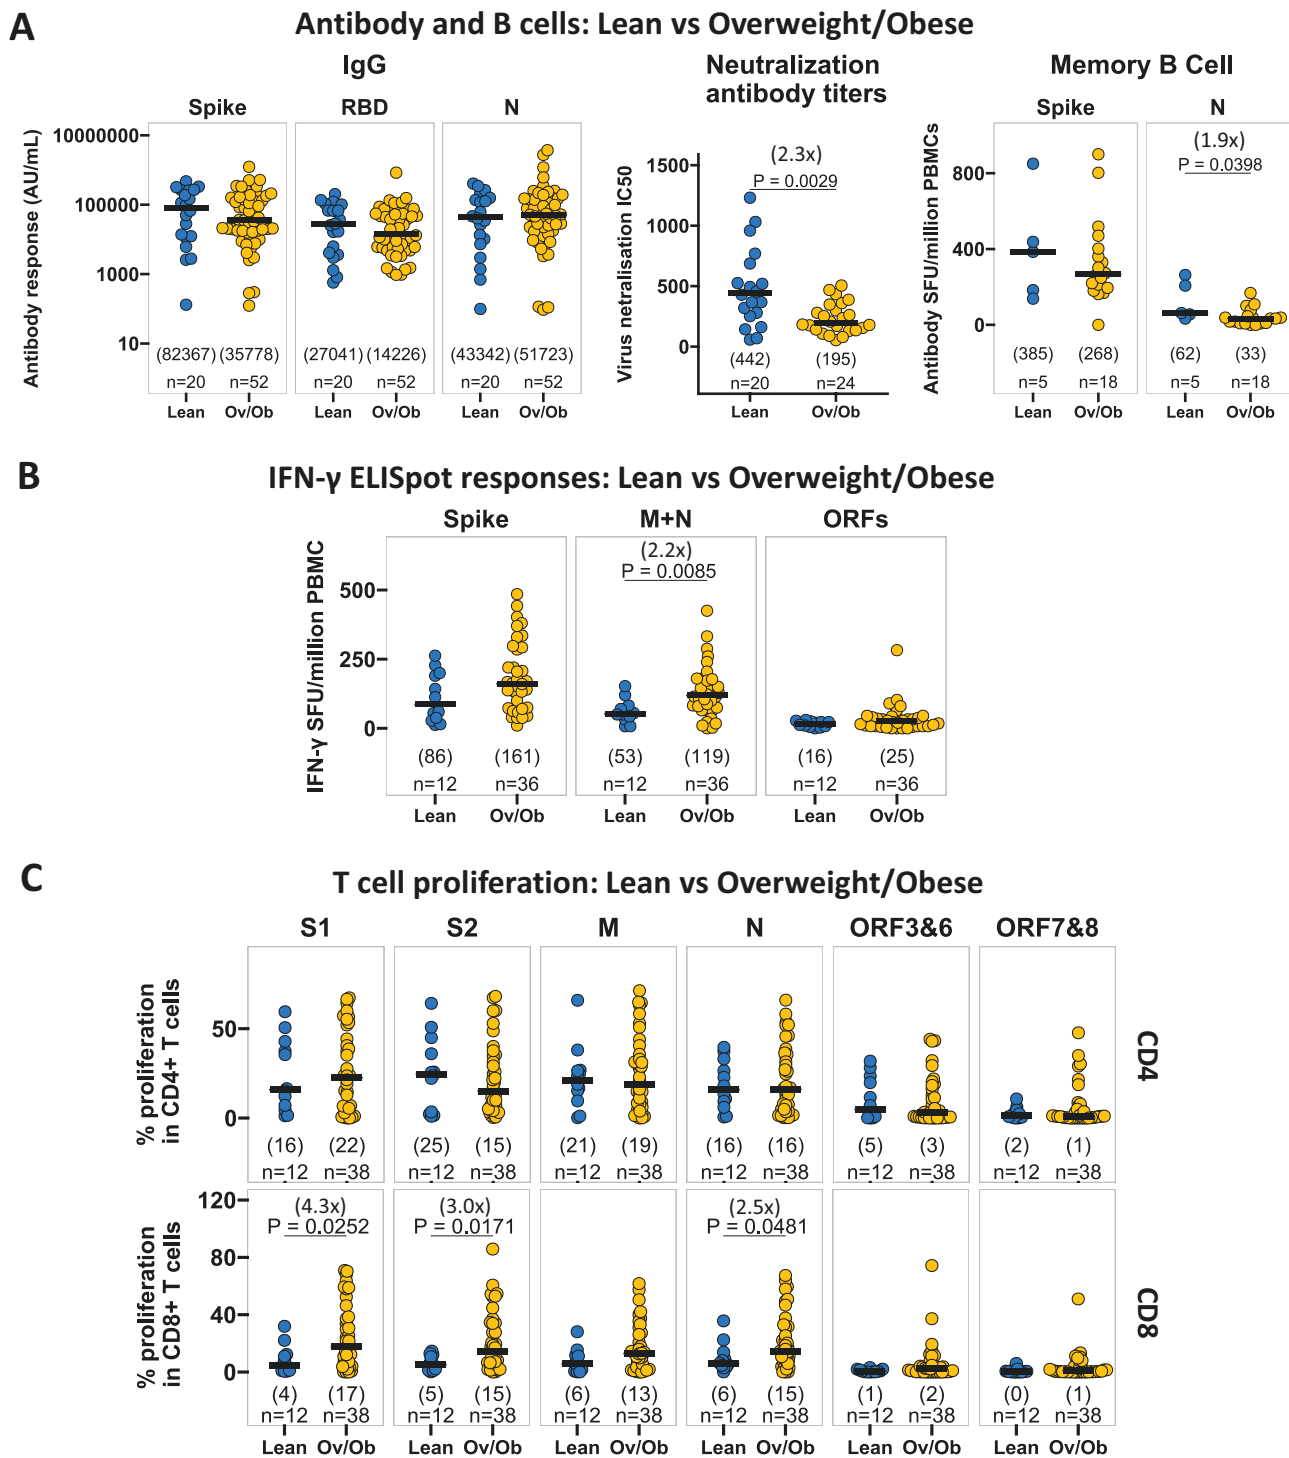 A
Antibody and B cells: Lean vs Overweight/Obese
IgG
Neutralization
antibody titers
Memory B Cell
Spike RBD N
Spike N
Antibody response (AU/mL)
10000000
100000
1000
10
(82367) (35778) (27041) (14226) (43342) (51723)
n=20 n=52 n=20 n=52 n=20 n=52
Lean Ov/Ob Lean Ov/Ob Lean Ov/Ob
Virus netralisation IC50
1500
1000
500
0
(2.3x)
P = 0.0029
(442) (195)
n=20 n=24
Lean Ov/Ob
Antibody SFU/million PBMCs
800
400
0
(1.9x)
P = 0.0398
(385) (268) (62) (33)
n=5 n=18 n=5 n=18
Lean Ov/Ob Lean Ov/Ob
B
IFN-γ ELISpot responses: Lean vs Overweight/Obese
Spike M+N ORFs
IFN-γ SFU/million PBMC
500
250
0
(2.2x)
P = 0.0085
(86) (161) (53) (119) (16) (25)
n=12 n=36 n=12 n=36 n=12 n=36
Lean Ov/Ob Lean Ov/Ob Lean Ov/Ob
C
T cell proliferation: Lean vs Overweight/Obese
S1 S2 M N ORF3&6 ORF7&8
% proliferation
in CD4+ T cells
50
0
CD4
(16) (22) (25) (15) (21) (19) (16) (16) (5) (3) (2) (1)
n=12 n=38 n=12 n=38 n=12 n=38 n=12 n=38 n=12 n=38 n=12 n=38
% proliferation
in CD8+ T cells
120
80
40
0
CD8
(4.3x) (3.0x) (2.5x)
P = 0.0252 P = 0.0171 P = 0.0481
(4) (17) (5) (15) (6) (13) (6) (15) (1) (2) (0) (1)
n=12 n=38 n=12 n=38 n=12 n=38 n=12 n=38 n=12 n=38 n=12 n=38
Lean Ov/Ob Lean Ov/Ob Lean Ov/Ob Lean Ov/Ob Lean Ov/Ob Lean Ov/Ob